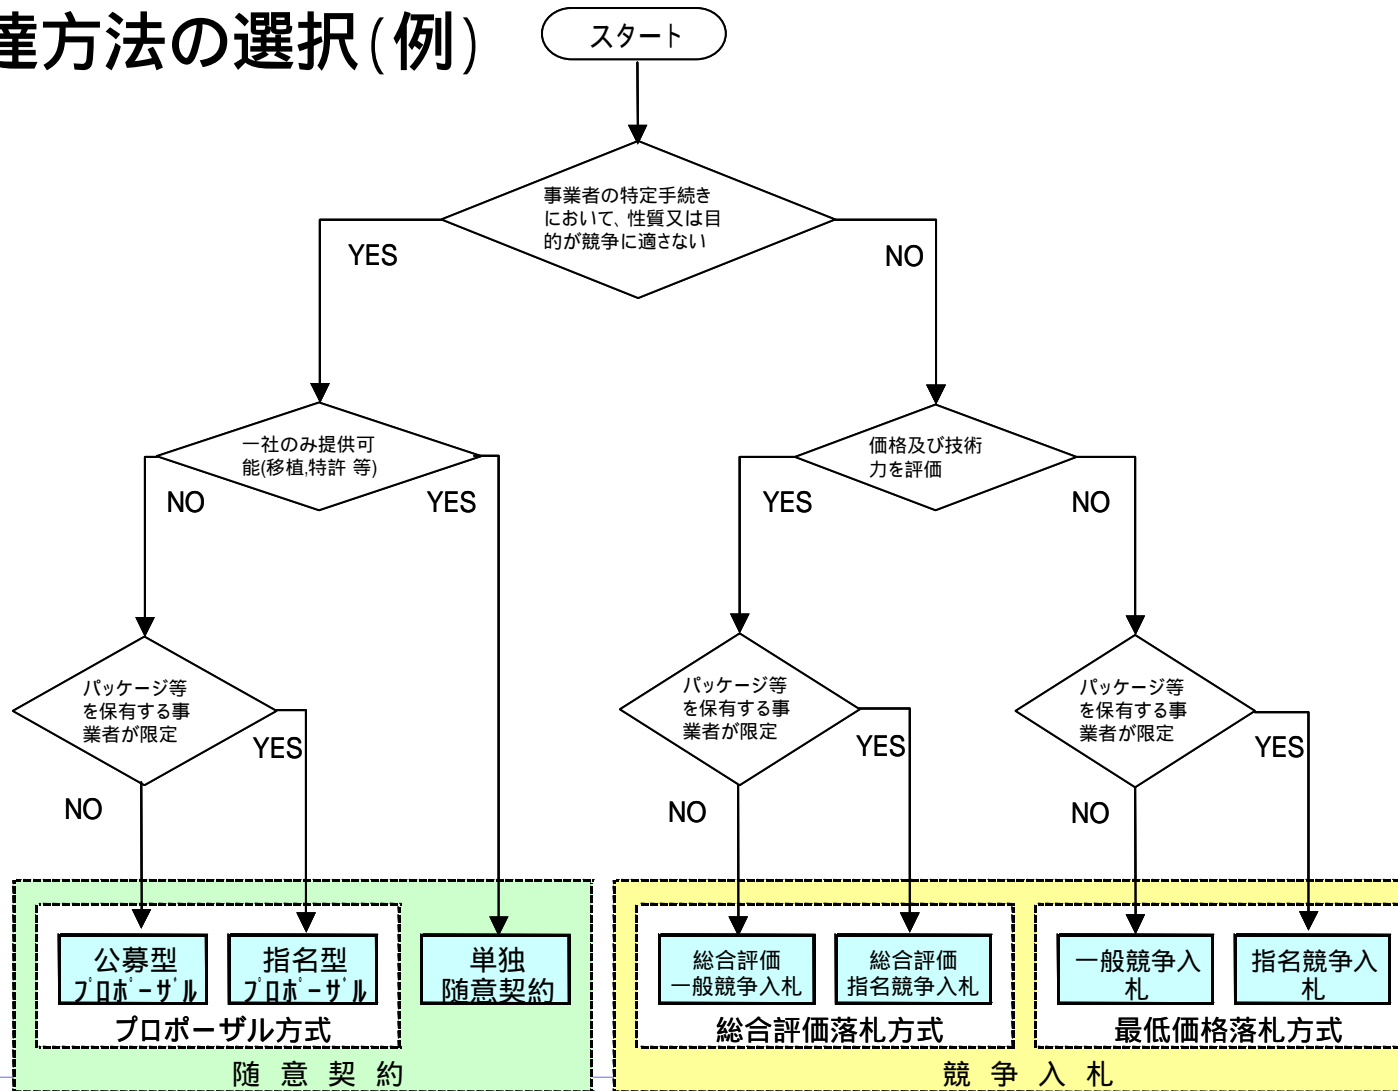 達方法の選択(例)
スタート
事業者の特定手続き
において、性質又は目
的が競争に適さない
YES
NO
一社のみ提供可
能(移植,特許 等)
価格及び技術
力を評価
NO
YES
YES
NO
パッケージ等
を保有する事
業者が限定
YES
NO
パッケージ等
を保有する事
業者が限定
YES
NO
パッケージ等
を保有する事
業者が限定
YES
NO
公募型
プロポーザル
指名型
プロポーザル
単独
随意契約
総合評価
一般競争入札
総合評価
指名競争入札
一般競争入
札
指名競争入
札
プロポーザル方式
総合評価落札方式
最低価格落札方式
随 意 契 約
競 争 入 札